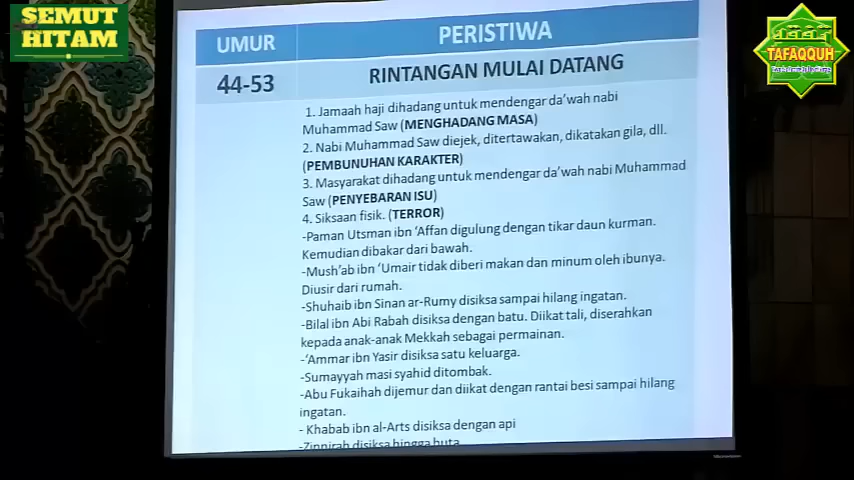 SEMUT
HITAM
TAFAQQUH
UMUR
PERISTIWA
44-53
RINTANGAN MULAI DATANG
1. Jamaah haji dihadang untuk mendengar da'wah nabi
Muhammad Saw (MENGHADANG MASA)
2. Nabi Muhammad Saw diejek, ditertawakan, dikatakan gila, dll.
(PEMBUNUHAN KARAKTER)
3. Masyarakat dihadang untuk mendengar da'wah nabi Muhammad
Saw (PENYEBARAN ISU)
4. Siksaan fisik. (TERROR)
-Paman Utsman ibn 'Affan digulung dengan tikar daun kurman.
Kemudian dibakar dari bawah.
-Mush'ab ibn 'Umair tidak diberi makan dan minum oleh ibunya.
Diusir dari rumah.
-Shuhaib ibn Sinan ar-Rumy disiksa sampai hilang ingatan.
-Bilal ibn Abi Rabah disiksa dengan batu. Diikat tali, diserahkan
kepada anak-anak Mekkah sebagai permainan.
-'Ammar ibn Yasir disiksa satu keluarga.
-Sumayyah masi syahid ditombak.
-Abu Fukaihah dijemur dan diikat dengan rantai besi sampai hilang
ingatan.
- Khabab ibn al-Arts disiksa dengan api
-Zinnirah disiksa hingga buta